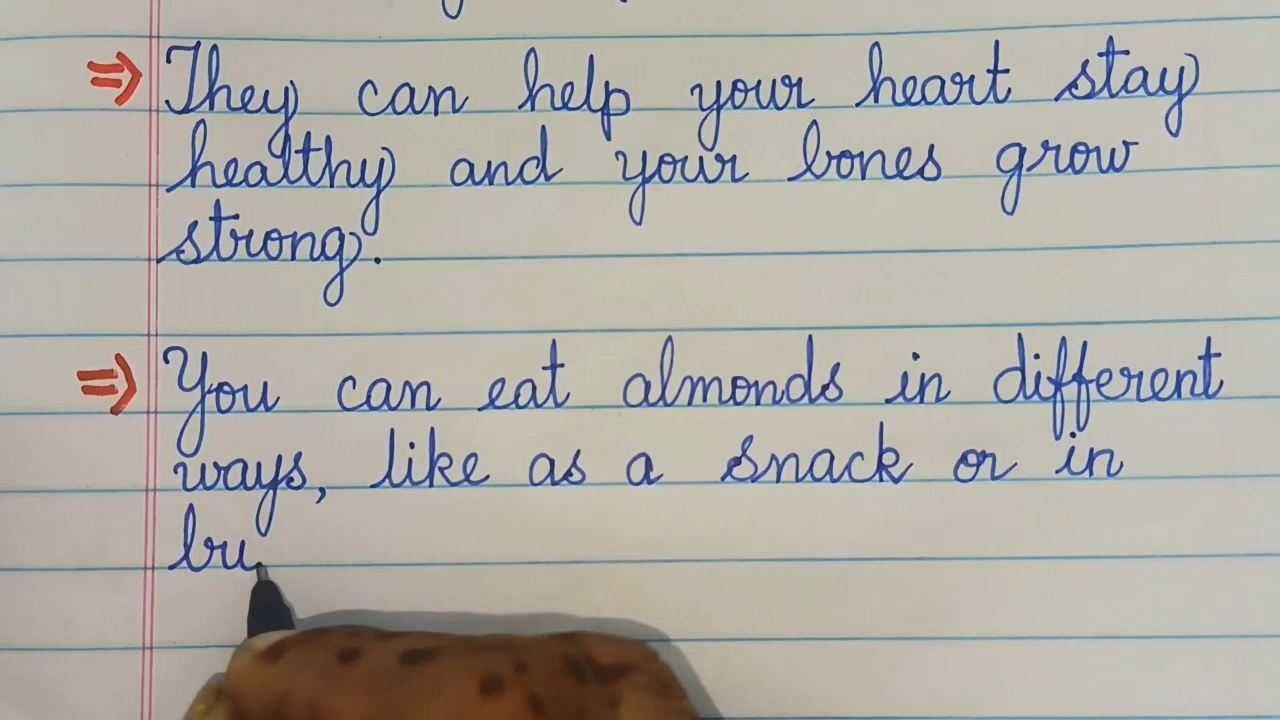 They can help your heart stay
healthy and your bones grow
strong.
You can eat almonds in different
ways, like as a snack or in
bu